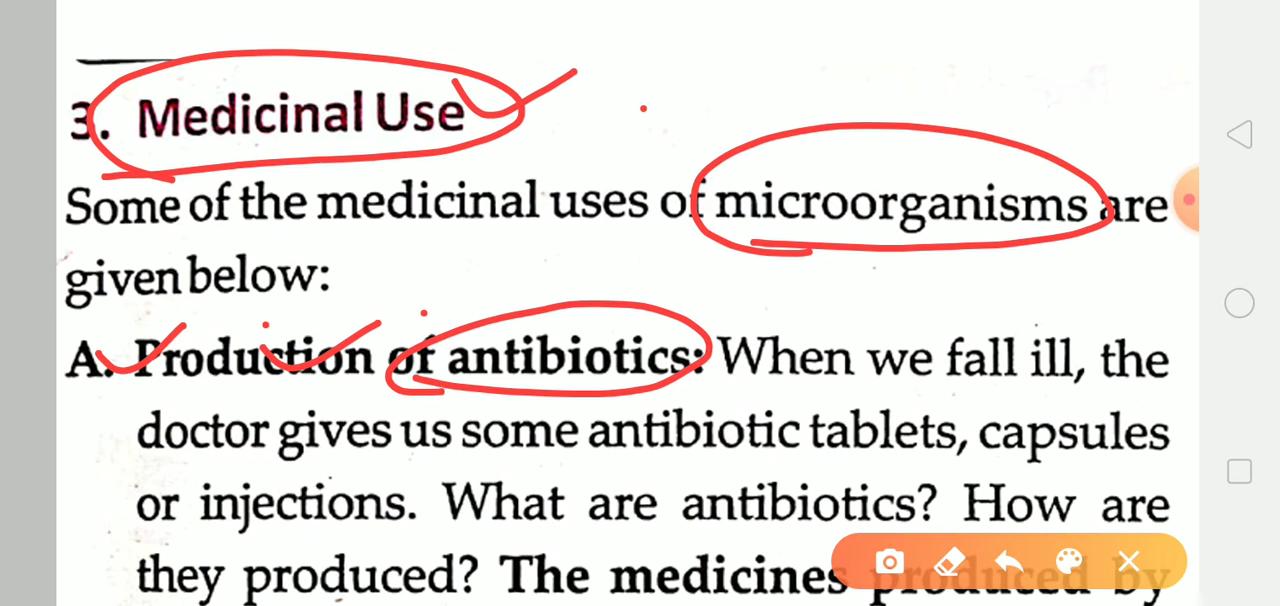 3. Medicinal Use
Some of the medicinal uses of microorganisms are
given below:
A. Production of antibiotics: When we fall ill, the
doctor gives us some antibiotic tablets, capsules
or injections. What are antibiotics? How are
they produced? The medicines produced by